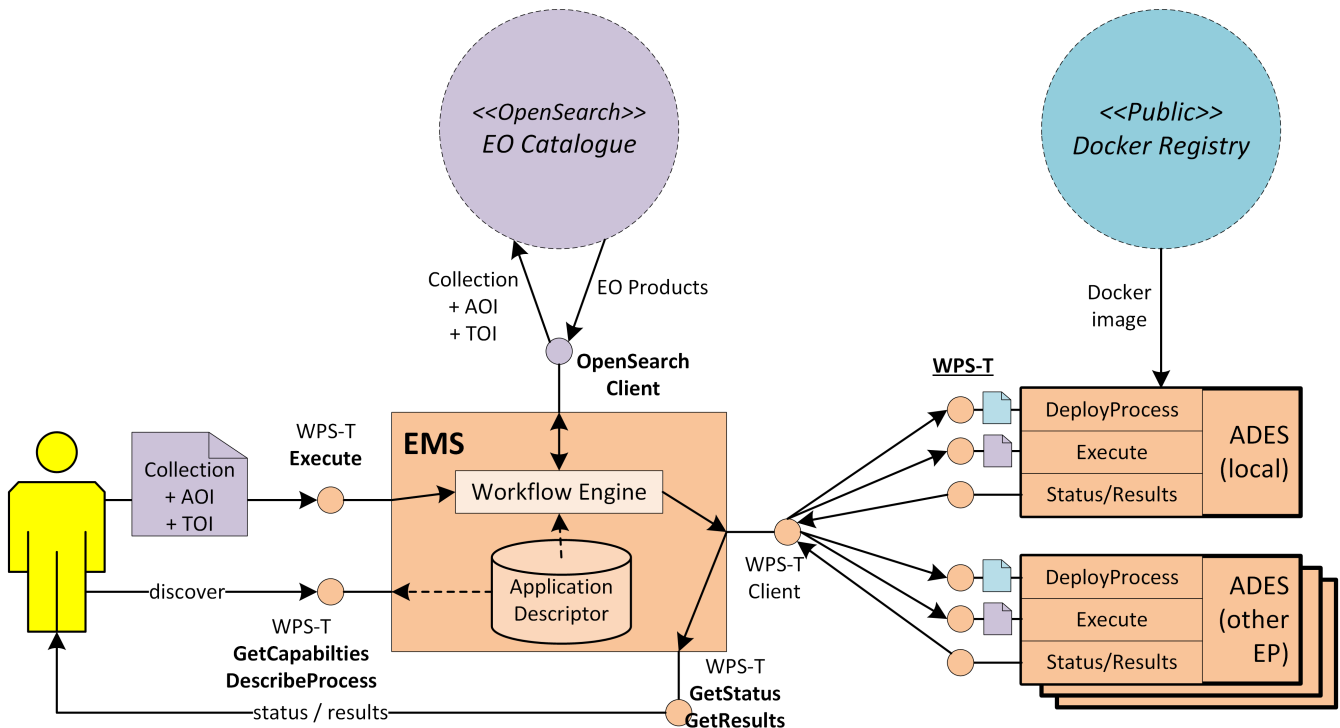 <<OpenSearch>>
EO Catalogue
<<Public>>
Docker Registry
Collection
+ AOI
+ TOI
EO Products
Docker
image
OpenSearch
Client
WPS-T
EMS
WPS-T
Execute
Collection
+ AOI
+ TOI
Workflow Engine
Application
Descriptor
discover
WPS-T
GetCapabilties
DescribeProcess
status / results
WPS-T
GetStatus
GetResults
WPS-T
Client
DeployProcess
Execute
Status/Results
ADES
(local)
DeployProcess
Execute
Status/Results
ADES
(other
EP)